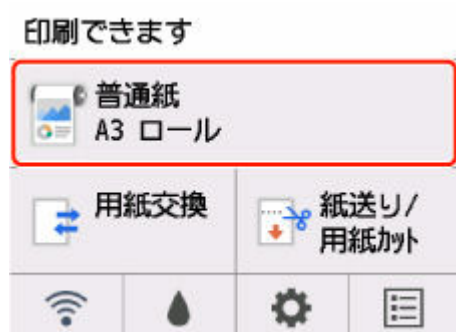 印刷できます
普通紙
A3 ロール
用紙交換
紙送り/
用紙カット